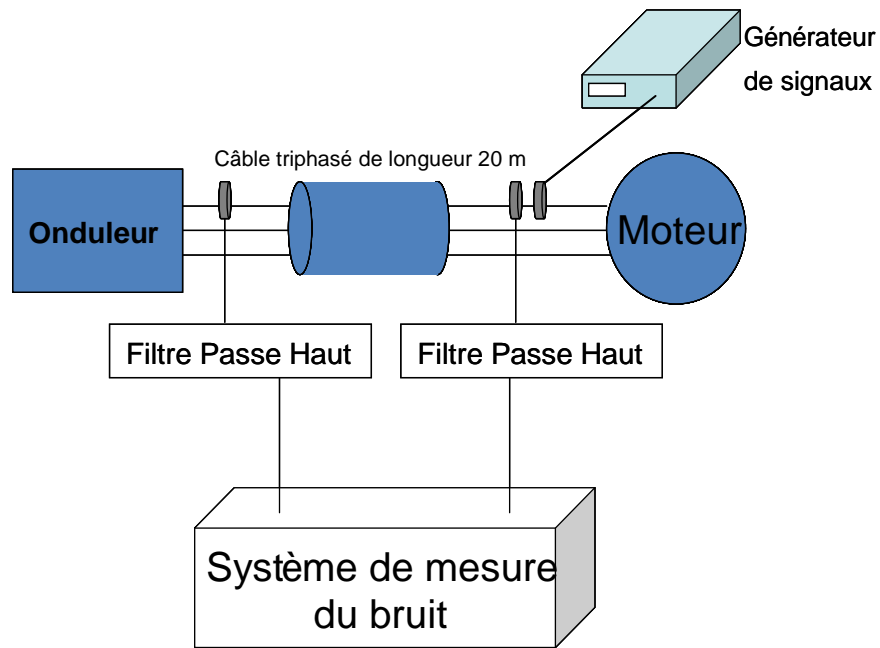 Générateur
de signaux
Câble triphasé de longueur 20 m
Onduleur
Moteur
Filtre Passe Haut
Filtre Passe Haut
Système de mesure
du bruit